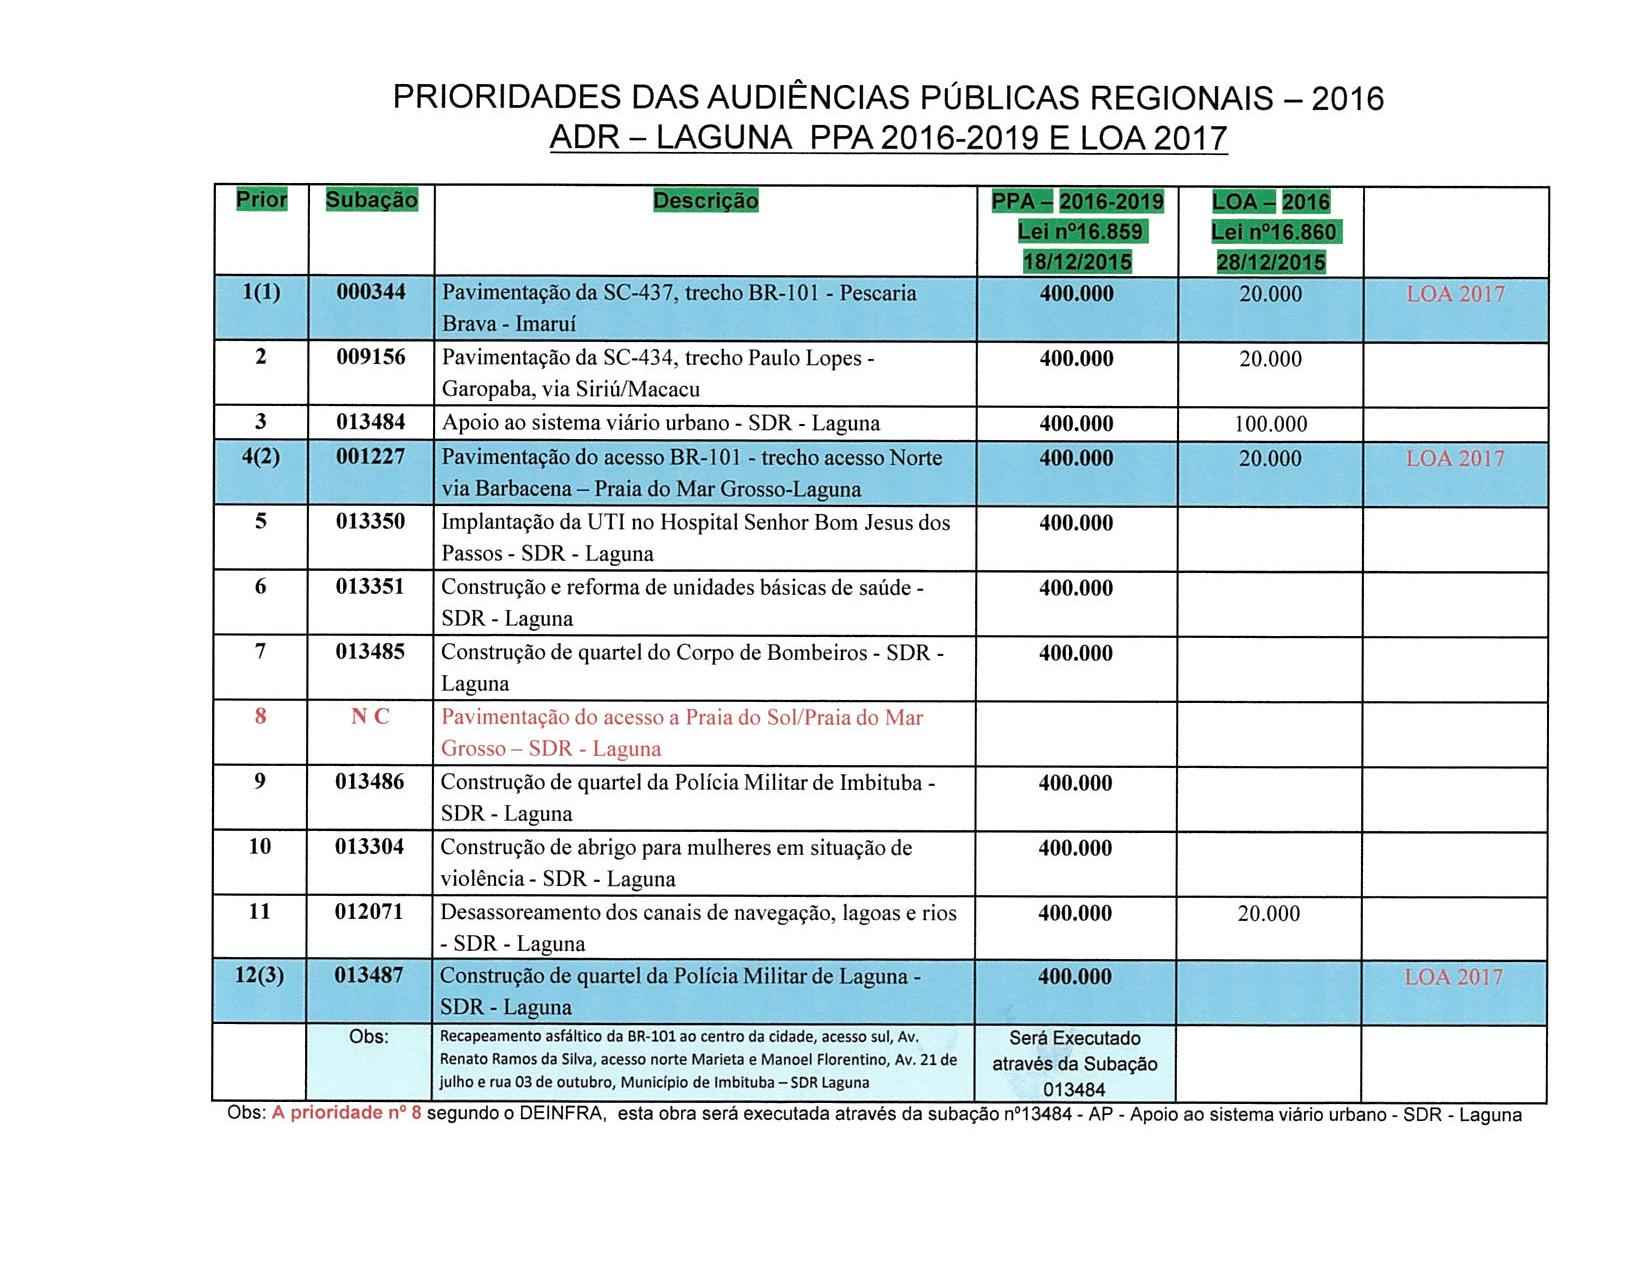 PRIORIDADES DAS AUDIÊNCIAS PÚBLICAS REGIONAIS – 2016
ADR – LAGUNA PPA 2016-2019 E LOA 2017
Prior Subação Descrição PPA – 2016-2019 LOA – 2016
Lei nº16.859 Lei nº16.860
18/12/2015 28/12/2015
1(1) 000344 Pavimentação da SC-437, trecho BR-101 - Pescaria 400.000 20.000 LOA 2017
Brava - Imaruí
2 009156 Pavimentação da SC-434, trecho Paulo Lopes - 400.000 20.000
Garopaba, via Siriú/Macacu
3 013484 Apoio ao sistema viário urbano - SDR - Laguna 400.000 100.000
4(2) 001227 Pavimentação do acesso BR-101 - trecho acesso Norte 400.000 20.000 LOA 2017
via Barbacena – Praia do Mar Grosso-Laguna
5 013350 Implantação da UTI no Hospital Senhor Bom Jesus dos 400.000
Passos - SDR - Laguna
6 013351 Construção e reforma de unidades básicas de saúde - 400.000
SDR - Laguna
7 013485 Construção de quartel do Corpo de Bombeiros - SDR - 400.000
Laguna
8 N C Pavimentação do acesso a Praia do Sol/Praia do Mar
Grosso – SDR - Laguna
9 013486 Construção de quartel da Polícia Militar de Imbituba - 400.000
SDR - Laguna
10 013304 Construção de abrigo para mulheres em situação de 400.000
violência - SDR - Laguna
11 012071 Desassoreamento dos canais de navegação, lagoas e rios 400.000 20.000
- SDR - Laguna
12(3) 013487 Construção de quartel da Polícia Militar de Laguna - 400.000 LOA 2017
SDR - Laguna
Obs: Recapeamento asfáltico da BR-101 ao centro da cidade, acesso sul, Av. Será Executado
Renato Ramos da Silva, acesso norte Marieta e Manoel Florentino, Av. 21 de através da Subação
julho e rua 03 de outubro, Município de Imbituba – SDR Laguna 013484
Obs: A prioridade nº 8 segundo o DEINFRA, esta obra será executada através da subação nº13484 - AP - Apoio ao sistema viário urbano - SDR - Laguna